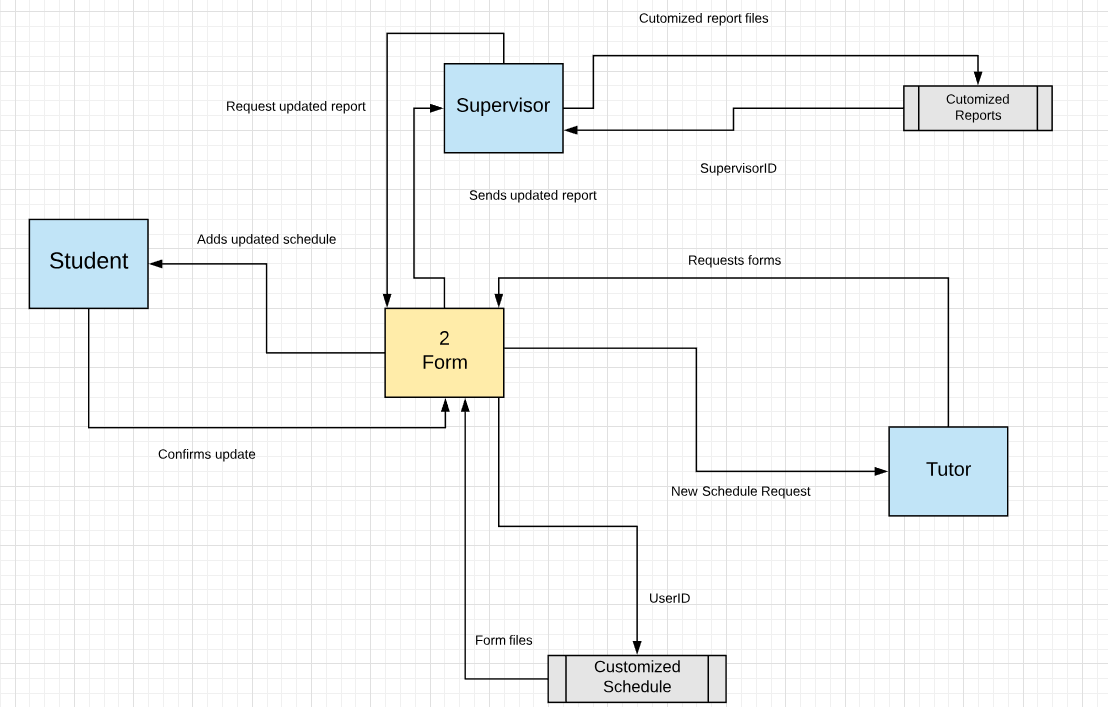 Cutomized report files
Request updated report
Supervisor
Cutomized
Reports
SupervisorID
Sends updated report
Student
Adds updated schedule
Requests forms
2
Form
Confirms update
Tutor
New Schedule Request
UserID
Form files
Customized
Schedule